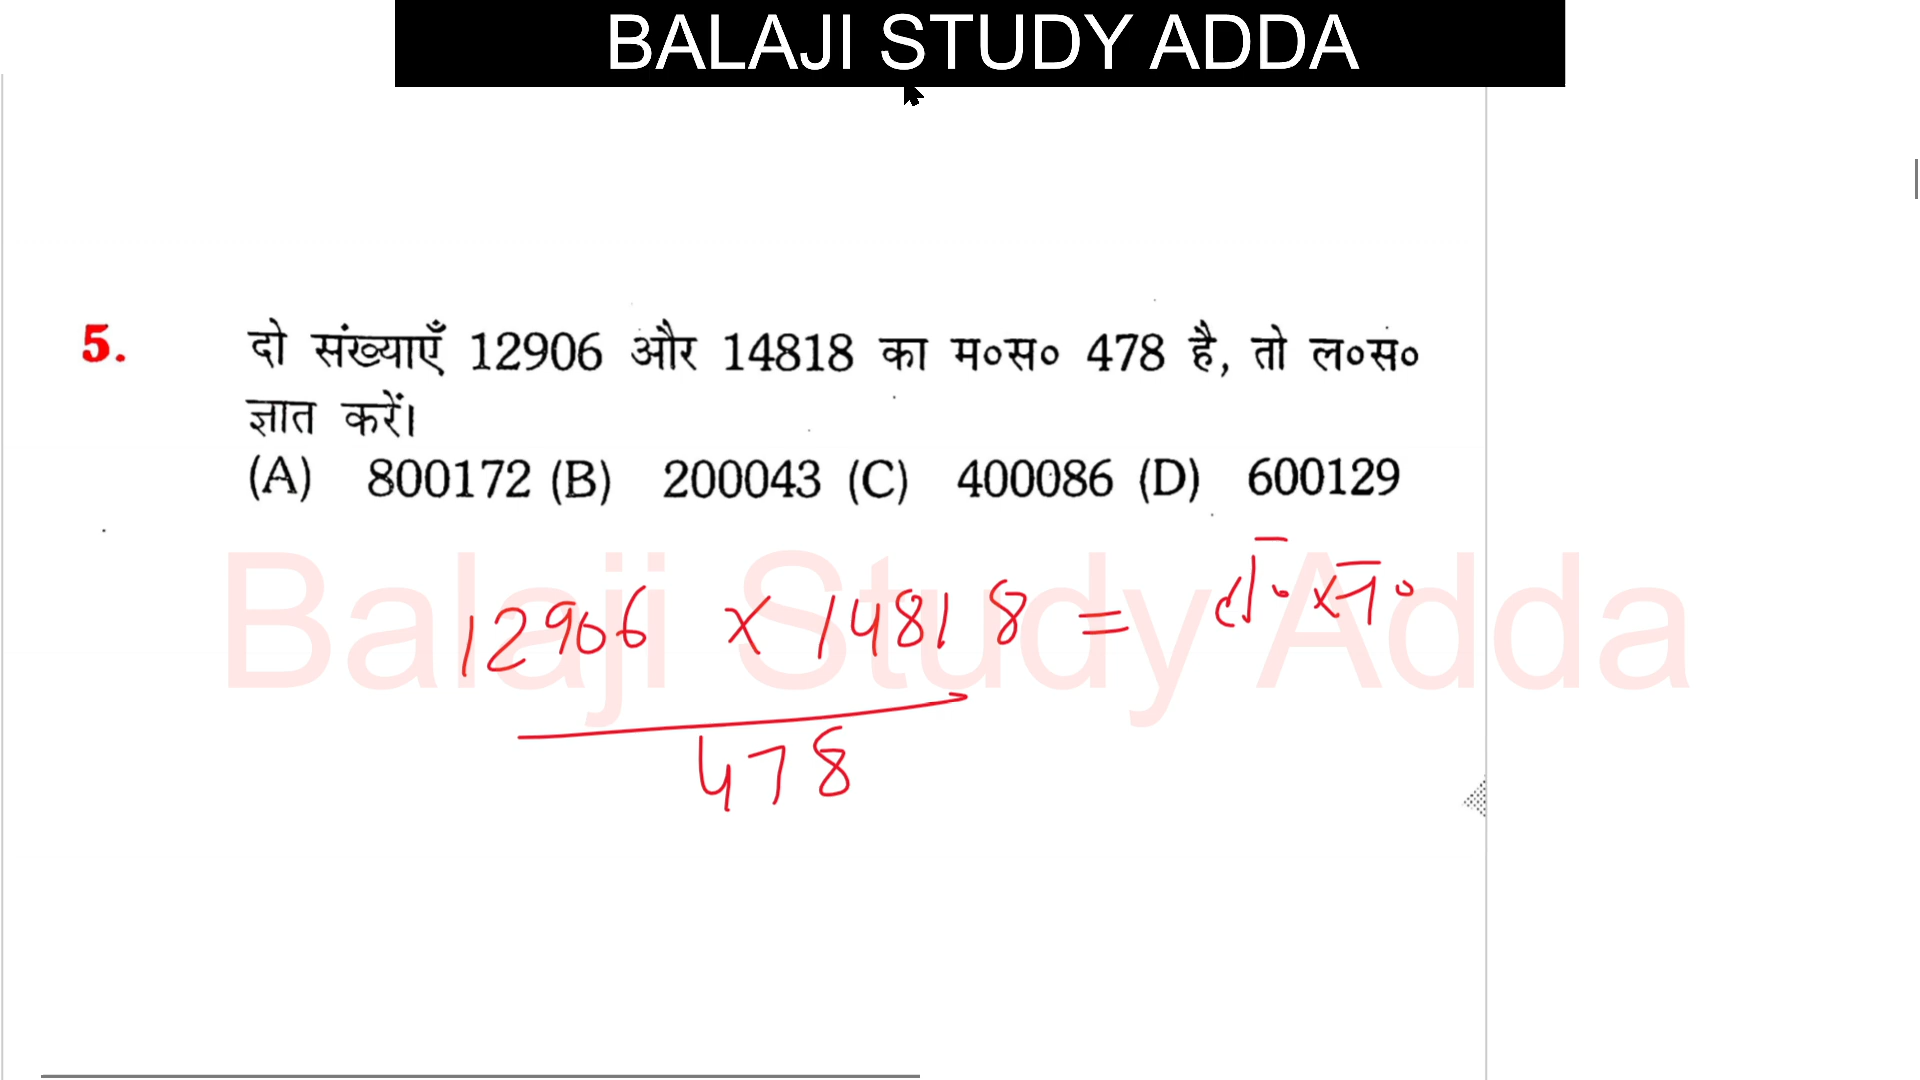 BALAJI STUDY ADDA
5. दो संख्याएँ 12906 और 14818 का म०स० 478 है, तो ल०स०
ज्ञात करें।
(A) 800172 (B) 200043 (C) 400086 (D) 600129
Balaji Study Adda
12906 × 14818 =
478